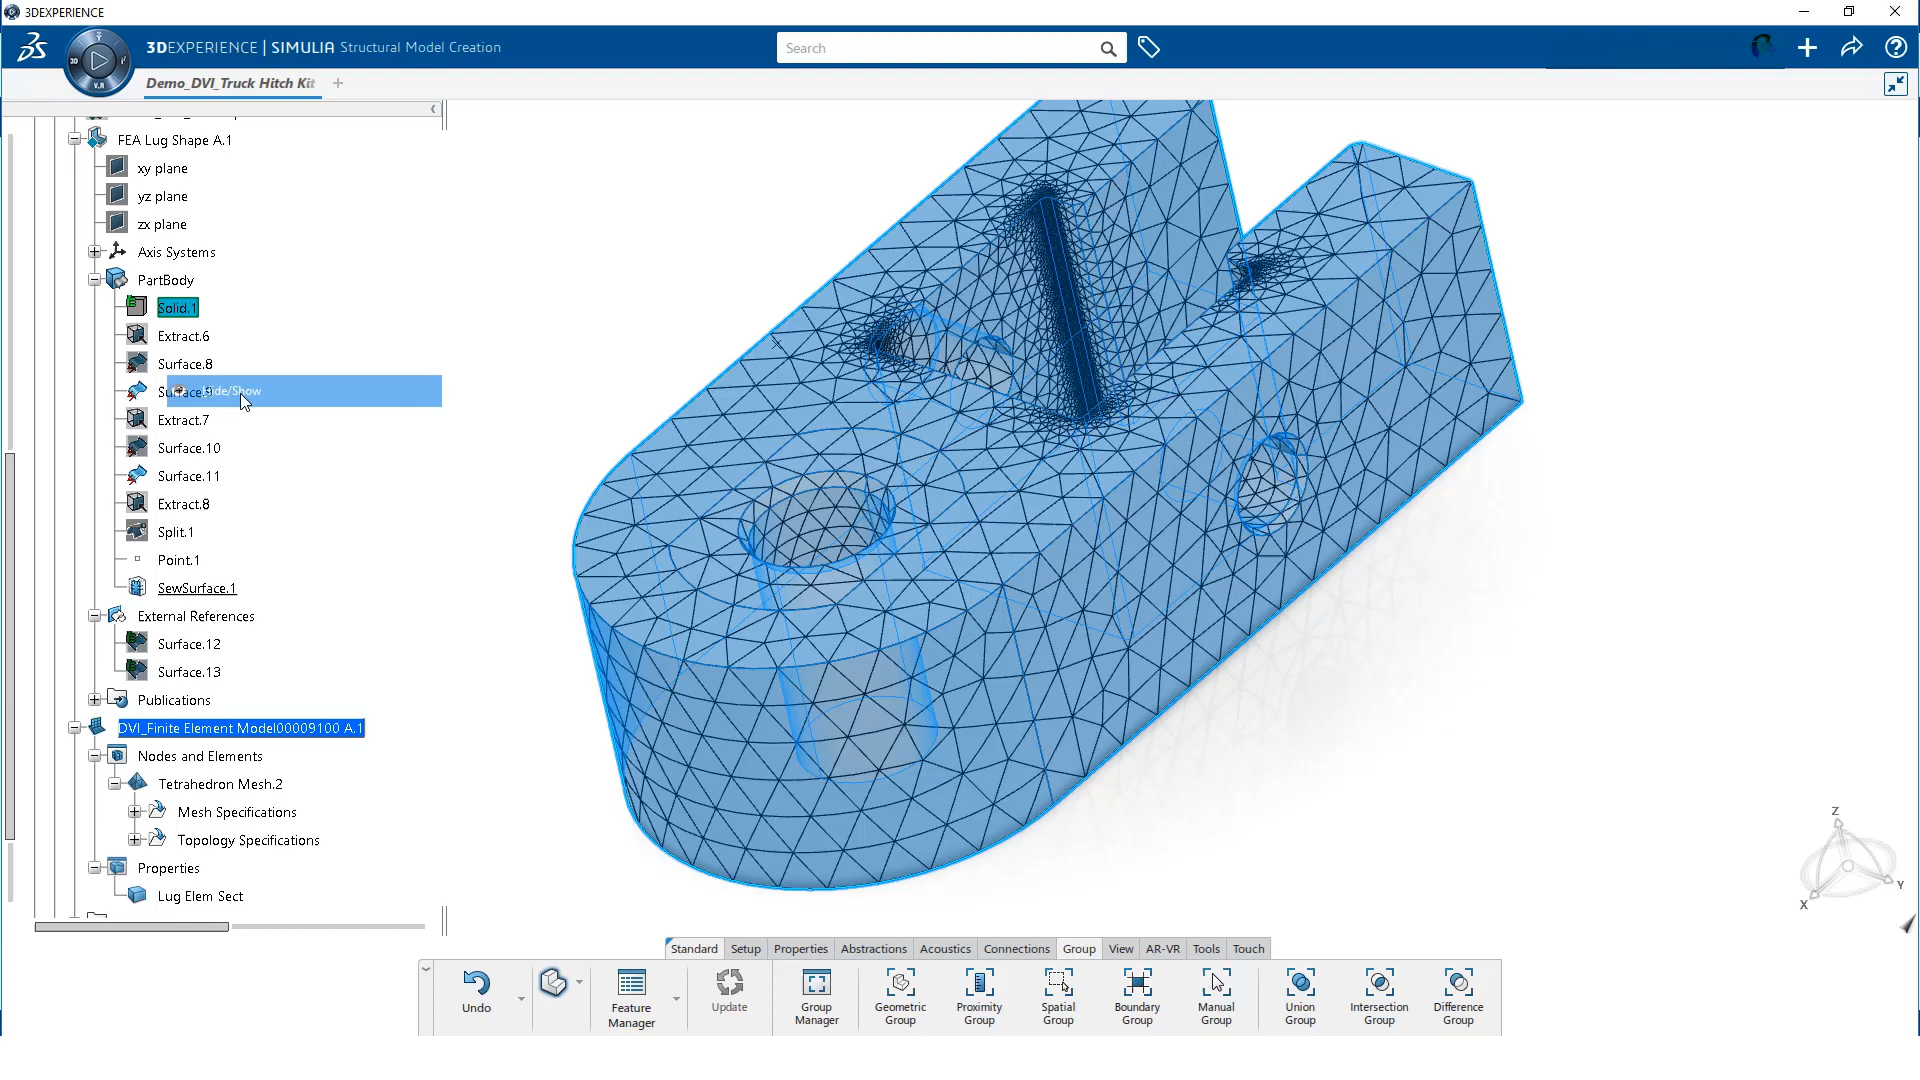 3DEXPERIENCE
3DEXPERIENCE | SIMULIA Structural Model Creation
Search
3D
V.R
Demo_DVI_Truck Hitch Kit
FEA Lug Shape A.1
xy plane
yz plane
zx plane
Axis Systems
PartBody
Solid.1
Extract.6
Surface.8
Surface.9
Hide/Show
Extract.7
Surface.10
Surface.11
Extract.8
Split.1
Point.1
SewSurface.1
External References
Surface.12
Surface.13
Publications
DVI_Finite Element Model00009100 A.1
Nodes and Elements
Tetrahedron Mesh.2
Mesh Specifications
Topology Specifications
Properties
Lug Elem Sect
Z
Y
X
Standard Setup Properties Abstractions Acoustics Connections Group View AR-VR Tools Touch
Undo
Feature Manager
Update
Group Manager
Geometric Group
Proximity Group
Spatial Group
Boundary Group
Manual Group
Union Group
Intersection Group
Difference Group